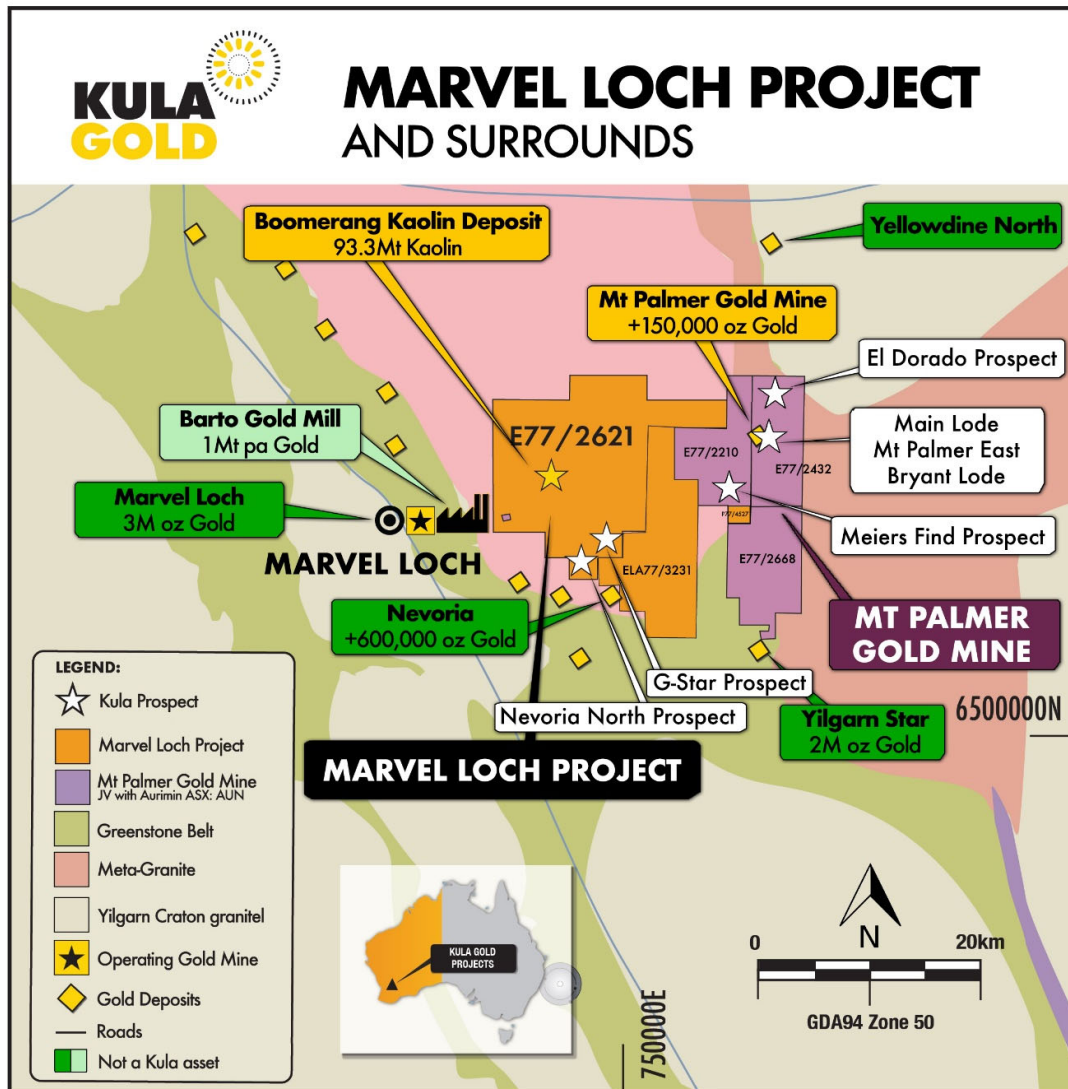 KULA
GOLD
MARVEL LOCH PROJECT
AND SURROUNDS
Boomerang Kaolin Deposit
93.3Mt Kaolin
Yellowdine North
Mt Palmer Gold Mine
+150,000 oz Gold
El Dorado Prospect
Barto Gold Mill
1Mt pa Gold
E77/2621
E77/2210
E77/2432
Main Lode
Mt Palmer East
Bryant Lode
Marvel Loch
3M oz Gold
MARVEL LOCH
Meiers Find Prospect
ELA77/3231
E77/2668
Nevoria
+600,000 oz Gold
MT PALMER
GOLD MINE
G-Star Prospect
Nevoria North Prospect
Yilgarn Star
2M oz Gold
6500000N
MARVEL LOCH PROJECT
LEGEND:
Kula Prospect
Marvel Loch Project
Mt Palmer Gold Mine
JV with Aurimin ASX: AUN
Greenstone Belt
Meta-Granite
Yilgarn Craton granitel
Operating Gold Mine
Gold Deposits
Roads
Not a Kula asset
KULA GOLD
PROJECTS
750000E
N
0 20km
GDA94 Zone 50